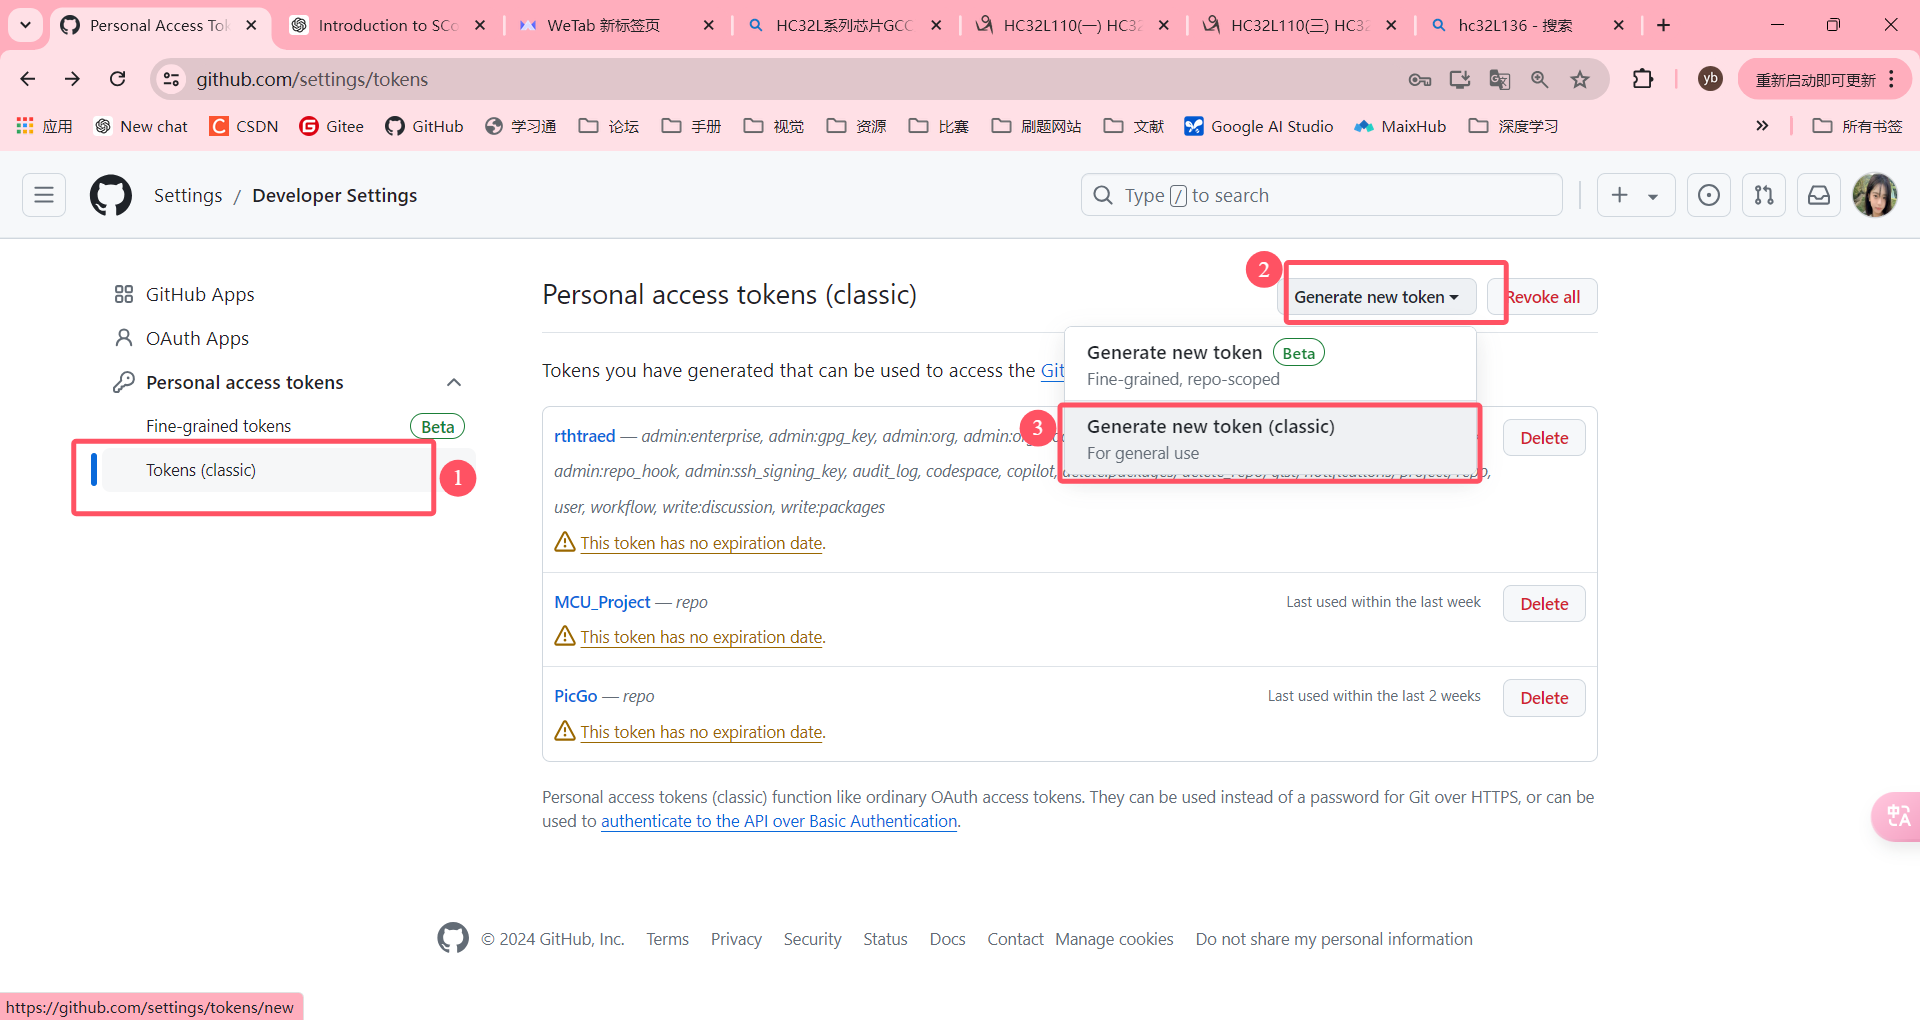 Personal Access Tok
Introduction to SCo
WeTab 新标签页
HC32L系列芯片GCC
HC32L110(一) HC32
HC32L110(三) HC32
hc32L136 - 搜索
github.com/settings/tokens
yb
重新启动即可更新
应用
New chat
CSDN
Gitee
GitHub
学习通
论坛
手册
视觉
资源
比赛
刷题网站
文献
Google AI Studio
MaixHub
深度学习
所有书签
Settings / Developer Settings
Type / to search
GitHub Apps
OAuth Apps
Personal access tokens
Fine-grained tokens
Beta
Tokens (classic)
1
Personal access tokens (classic)
2
Generate new token
Revoke all
Generate new token Beta
Fine-grained, repo-scoped
3
Generate new token (classic)
For general use
Tokens you have generated that can be used to access the Git
rthtraed — admin:enterprise, admin:gpg_key, admin:org, admin:org
Delete
admin:repo_hook, admin:ssh_signing_key, audit_log, codespace, copilot, delete:packages, delete_repo, gist, notifications, project, repo,
user, workflow, write:discussion, write:packages
This token has no expiration date.
MCU_Project — repo
Last used within the last week
Delete
This token has no expiration date.
PicGo — repo
Last used within the last 2 weeks
Delete
This token has no expiration date.
Personal access tokens (classic) function like ordinary OAuth access tokens. They can be used instead of a password for Git over HTTPS, or can be
used to authenticate to the API over Basic Authentication.
© 2024 GitHub, Inc.
Terms
Privacy
Security
Status
Docs
Contact
Manage cookies
Do not share my personal information
https://github.com/settings/tokens/new